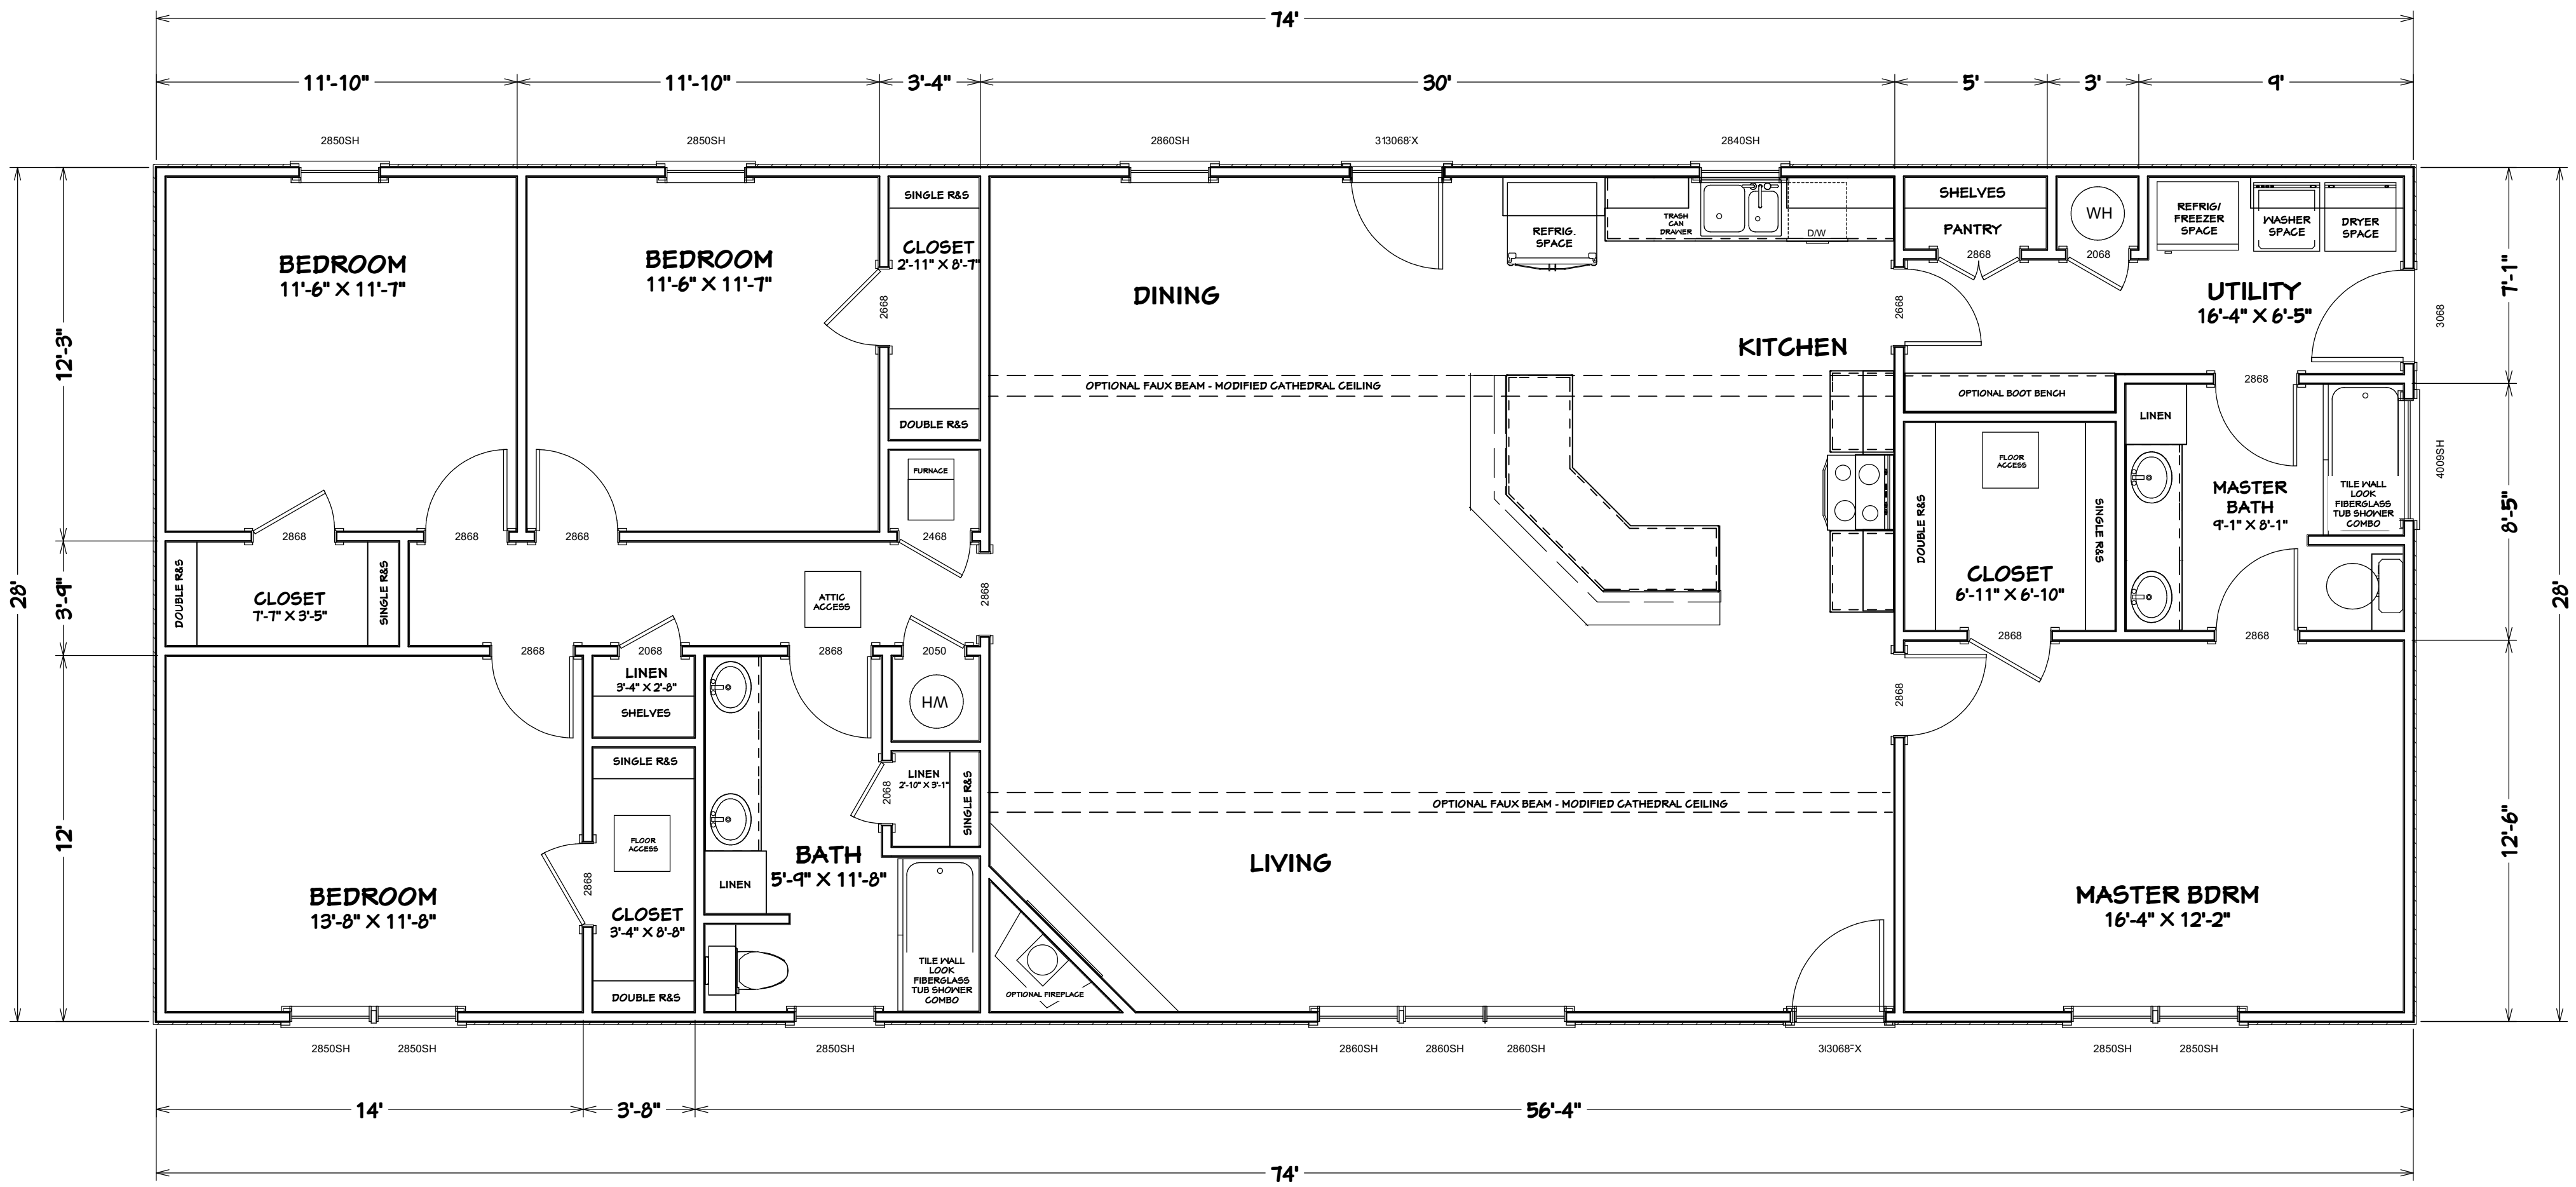 74'
11'-10"
11'-10"
3'-4"
30'
5'
3'
9'
2850SH
2850SH
2860SH
2840SH
28'
12'-3"
3'-9"
12'
7'-1"
8'-5"
12'-6"
28'
BEDROOM
11'-6" X 11'-7"
2868
BEDROOM
11'-6" X 11'-7"
2868
SINGLE R&S
CLOSET
2'-11" X 8'-7"
2668
DOUBLE R&S
FURNACE
2468
DINING
REFRIG.
SPACE
TRASH
CAN
DRAWER
D/W
KITCHEN
OPTIONAL FAUX BEAM - MODIFIED CATHEDRAL CEILING
SHELVES
PANTRY
2868
WH
2068
REFRIG/
FREEZER
SPACE
WASHER
SPACE
DRYER
SPACE
2668
UTILITY
16'-4" X 6'-5"
3068
2868
OPTIONAL BOOT BENCH
LINEN
4009SH
FLOOR
ACCESS
DOUBLE R&S
SINGLE R&S
CLOSET
6'-11" X 6'-10"
2868
MASTER
BATH
9'-1" X 8'-1"
TILE WALL
LOOK
FIBERGLASS
TUB SHOWER
COMBO
2868
2868
DOUBLE R&S
CLOSET
7'-7" X 3'-5"
SINGLE R&S
ATTIC
ACCESS
2868
2868
2068
2868
2050
LINEN
3'-4" X 2'-8"
SHELVES
WH
2868
SINGLE R&S
LINEN
2'-10" X 3'-1"
SINGLE R&S
2068
OPTIONAL FAUX BEAM - MODIFIED CATHEDRAL CEILING
FLOOR
ACCESS
BATH
5'-9" X 11'-8"
LINEN
LIVING
BEDROOM
13'-8" X 11'-8"
2868
CLOSET
3'-4" X 8'-8"
DOUBLE R&S
TILE WALL
LOOK
FIBERGLASS
TUB SHOWER
COMBO
OPTIONAL FIREPLACE
MASTER BDRM
16'-4" X 12'-2"
2850SH
2850SH
2850SH
2860SH
2860SH
2860SH
2850SH
2850SH
14'
3'-8"
56'-4"
74'